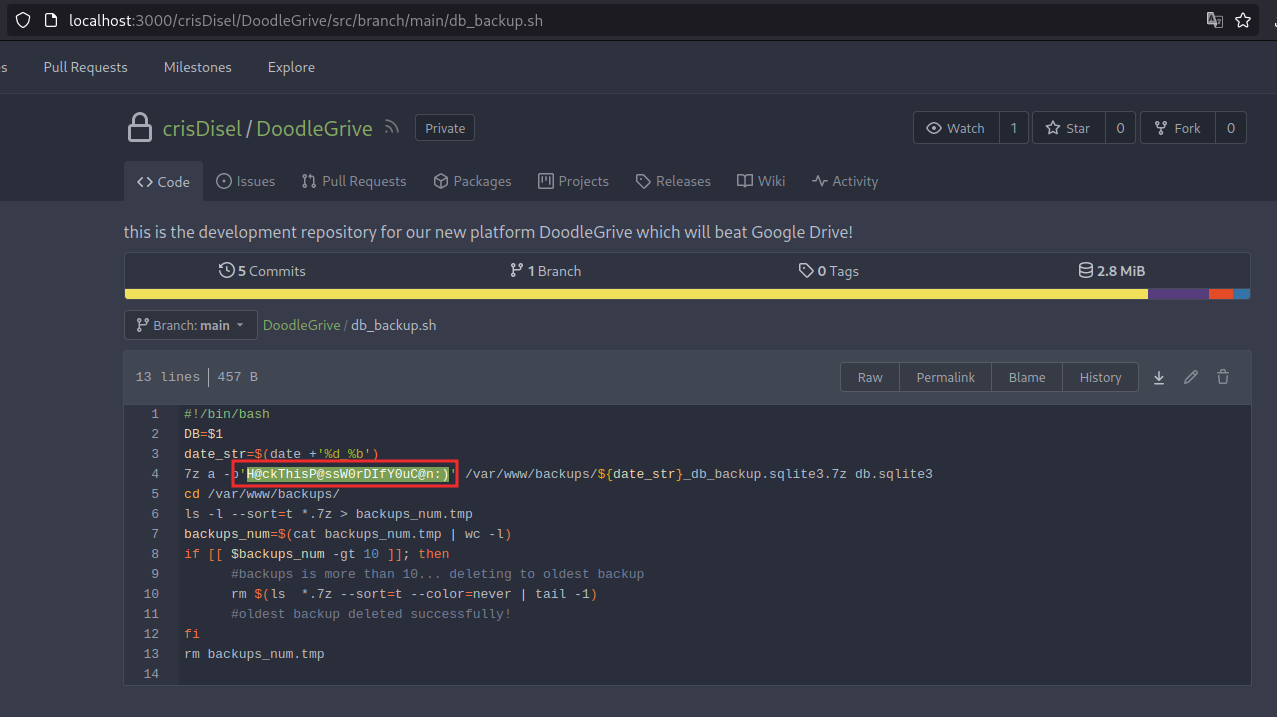 localhost:3000/crisDisel/DoodleGrive/src/branch/main/db_backup.sh
s Pull Requests Milestones Explore
crisDisel / DoodleGrive Private Watch 1 Star 0 Fork 0
Code Issues Pull Requests Packages Projects Releases Wiki Activity
this is the development repository for our new platform DoodleGrive which will beat Google Drive!
5 Commits 1 Branch 0 Tags 2.8 MiB
Branch: main DoodleGrive / db_backup.sh
13 lines 457 B Raw Permalink Blame History
1 #!/bin/bash
2 DB=$1
3 date_str=$(date +'%d_%b')
4 7z a -p'H@ckThisP@ssW0rDIfY0uC@n:)' /var/www/backups/${date_str}_db_backup.sqlite3.7z db.sqlite3
5 cd /var/www/backups/
6 ls -l --sort=t *.7z > backups_num.tmp
7 backups_num=$(cat backups_num.tmp | wc -l)
8 if [[ $backups_num -gt 10 ]]; then
9 #backups is more than 10... deleting to oldest backup
10 rm $(ls  *.7z --sort=t --color=never | tail -1)
11 #oldest backup deleted successfully!
12 fi
13 rm backups_num.tmp
14